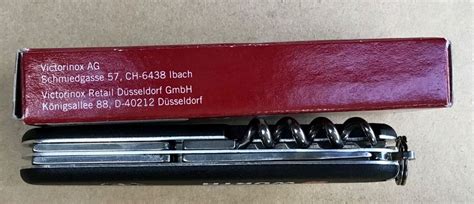 Victorinox AG
Schmiedgasse 57, CH-6438 Ibach
Victorinox Retail Düsseldorf GmbH
Königsallee 88, D-40212 Düsseldorf